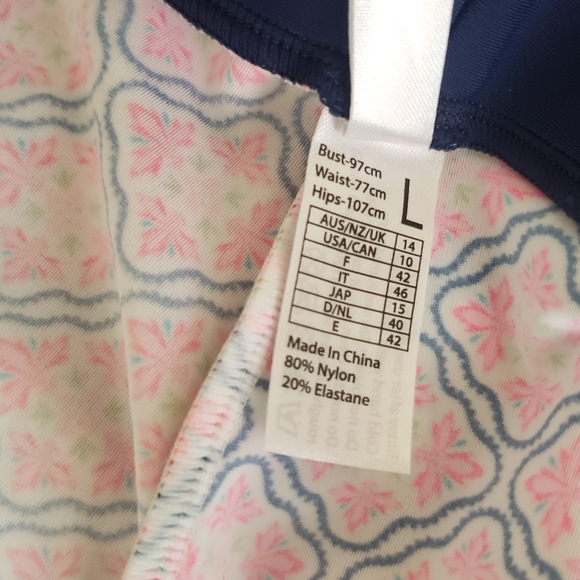 Bust-97cm
Waist-77cm
Hips-107cm
L
AUS/NZ/UK 14
USA/CAN 10
F 42
IT 46
JAP 15
D/NL 40
E 42
Made In China
80% Nylon
20% Elastane